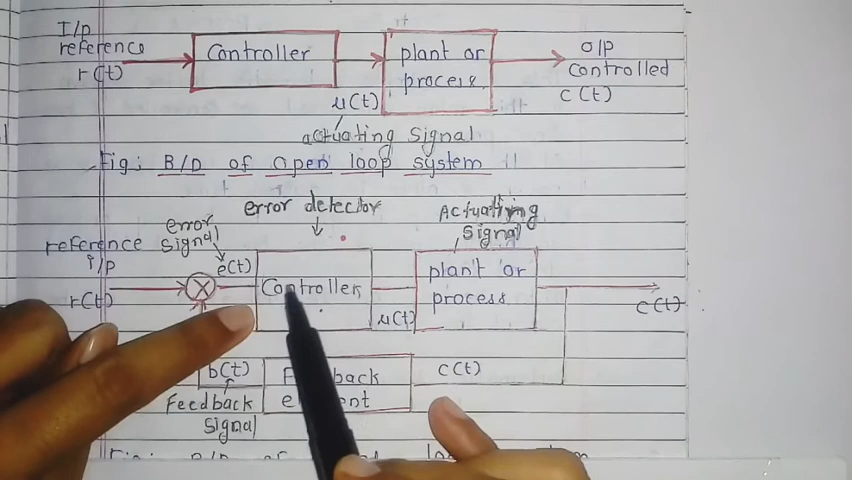 I/p
reference
r(t)
Controller
plant or
process
μ(t)
o/p
Controlled
c(t)
actuating Signal
fig: B/D of open loop system
error detector
error
Signal
Actuating
Signal
reference
i/p
r(t)
e(t)
Controller
μ(t)
plant or
process
c(t)
b(t)
Feedback
Signal
c(t)